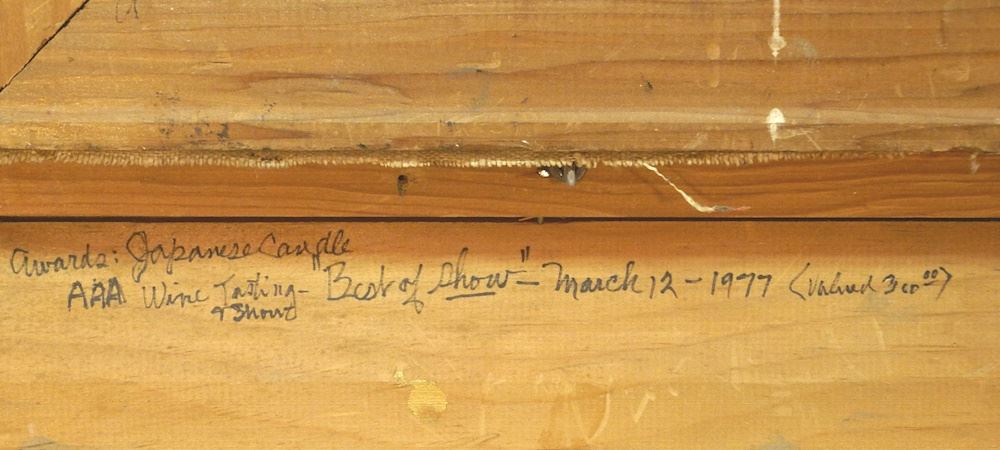 Awards: Japanese Candle
AAA Wine Tasting - "Best of Show" - March 12 - 1977 (Valued 300.00)
& Show